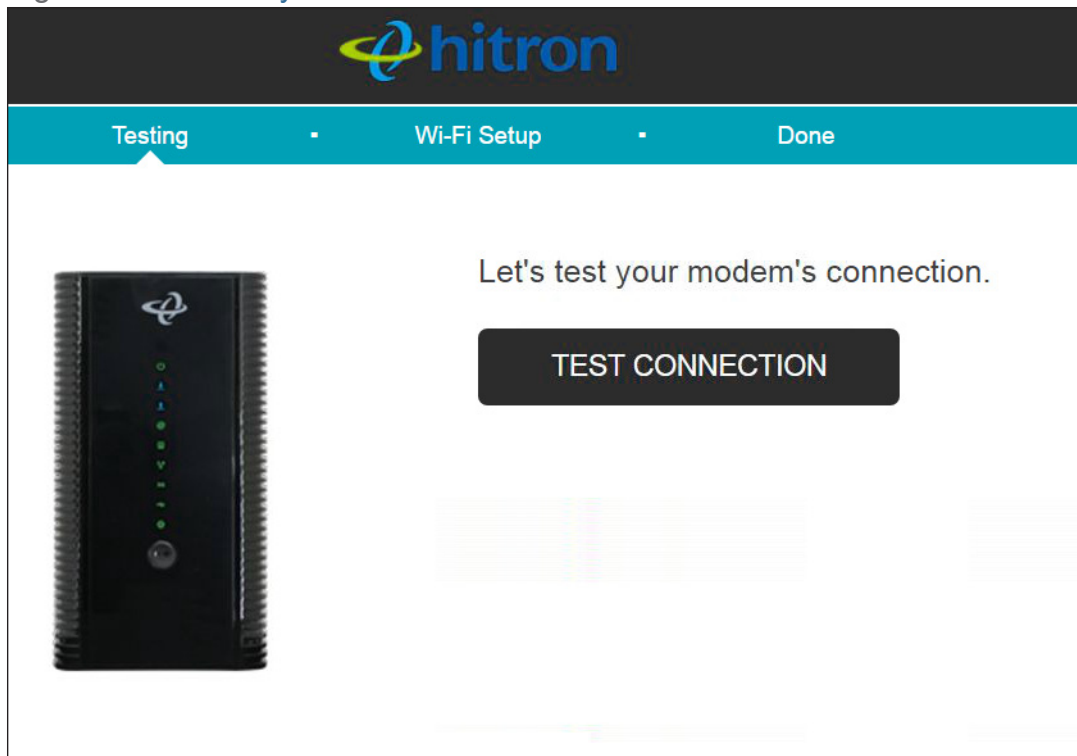 hitron
Testing ▪ Wi-Fi Setup ▪ Done
Let's test your modem's connection.
TEST CONNECTION